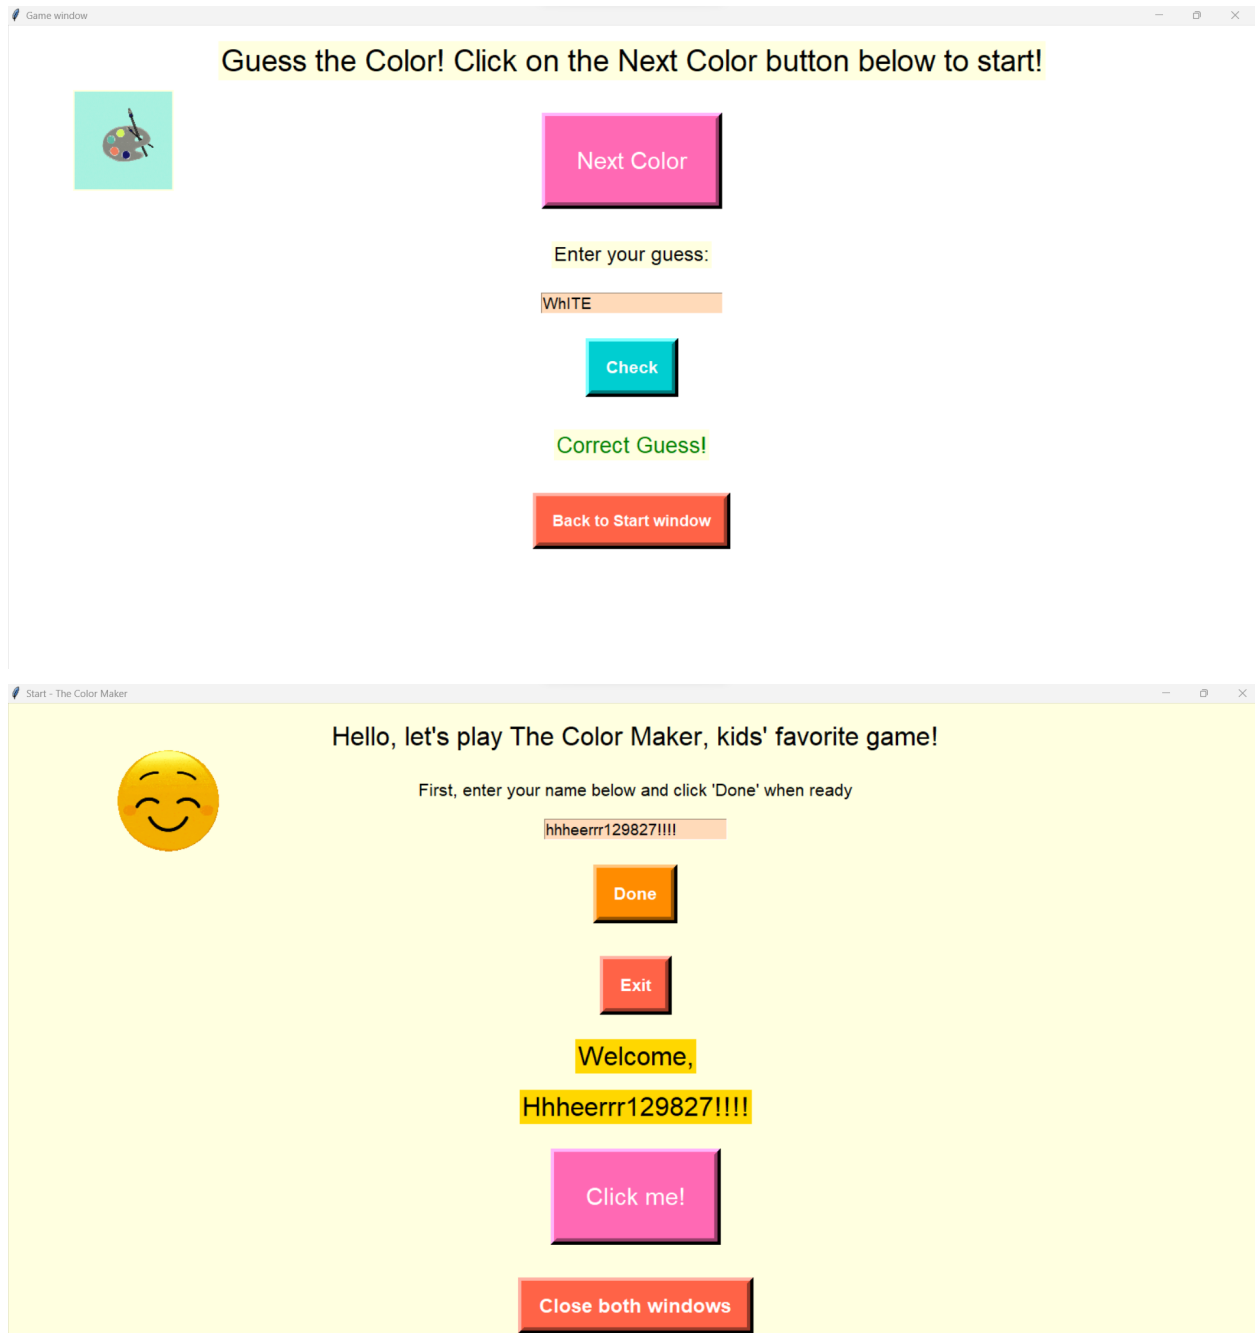 Game window
Guess the Color! Click on the Next Color button below to start!
Next Color
Enter your guess:
WhITE
Check
Correct Guess!
Back to Start window
Start - The Color Maker
Hello, let's play The Color Maker, kids' favorite game!
First, enter your name below and click 'Done' when ready
hhheerrr129827!!!!
Done
Exit
Welcome,
Hhheerrr129827!!!!
Click me!
Close both windows